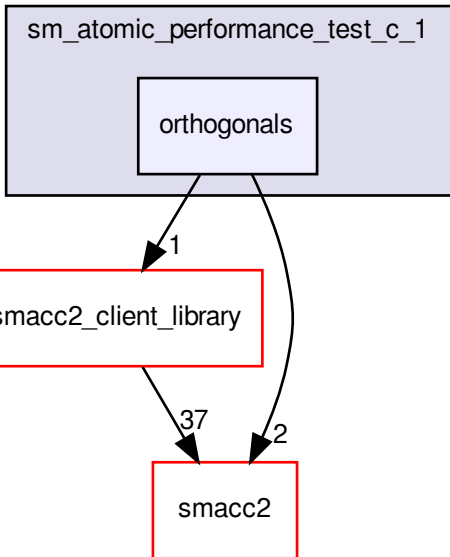 sm_atomic_performance_test_c_1
orthogonals
1
smacc2_client_library
37
2
smacc2